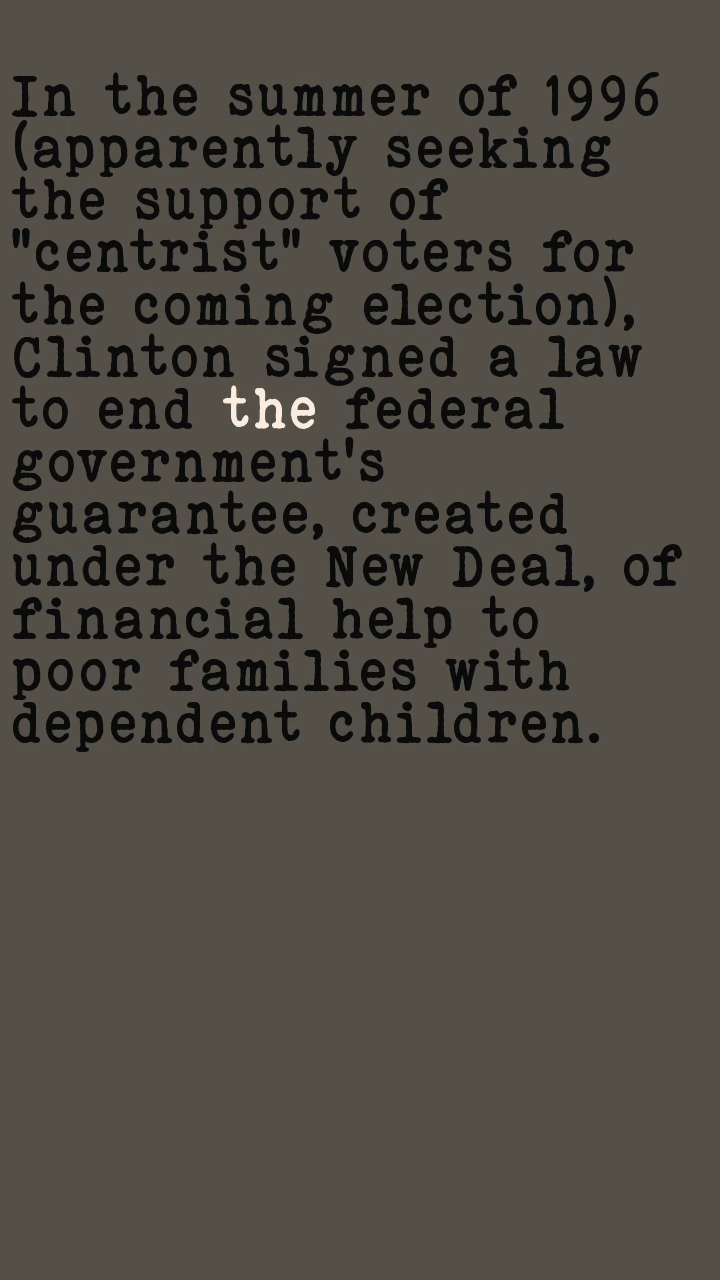 In the summer of 1996
(apparently seeking
the support of
"centrist" voters for
the coming election),
Clinton signed a law
to end the federal
government's
guarantee, created
under the New Deal, of
financial help to
poor families with
dependent children.